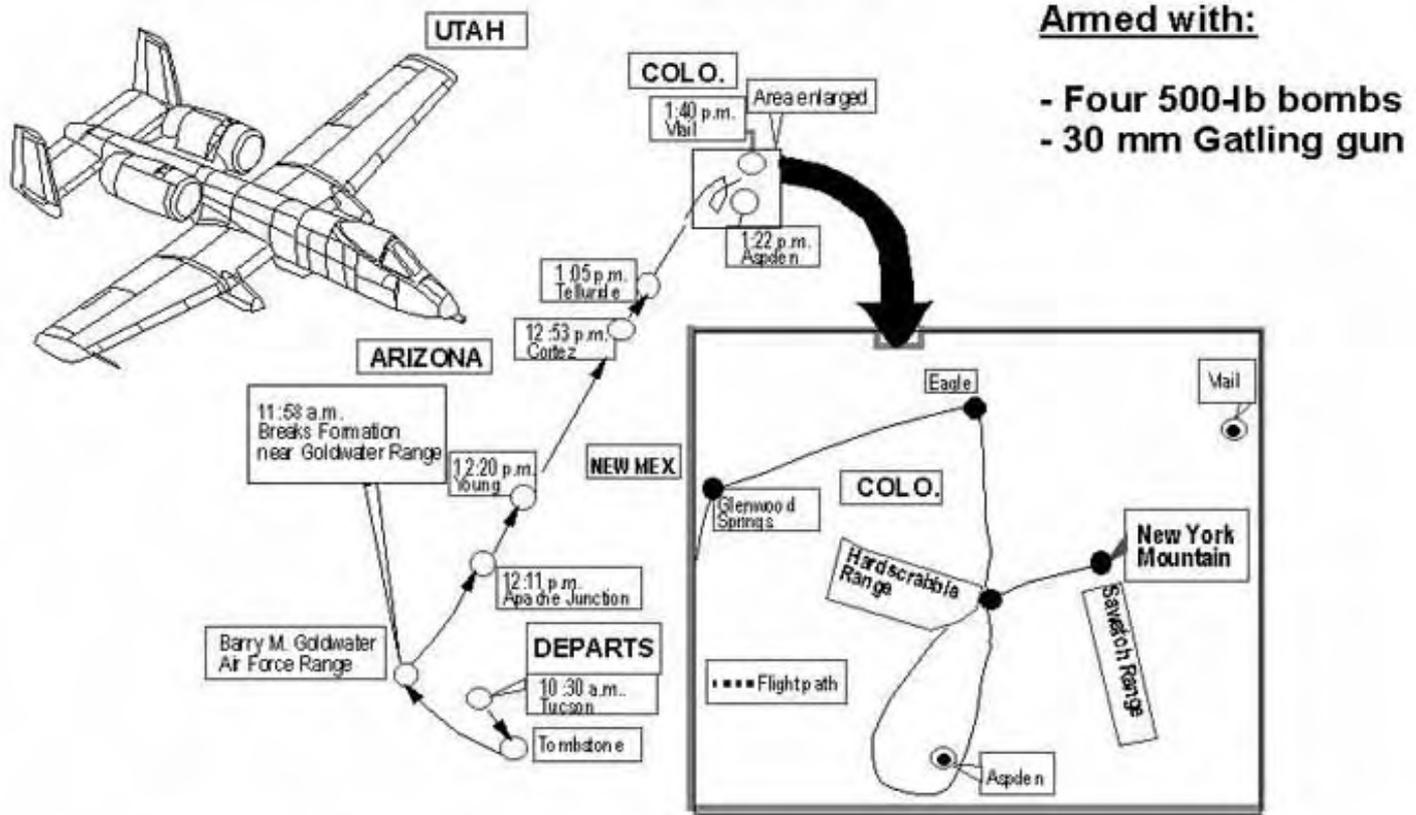 UTAH
COLO.
1:40 p.m.
Vail
Area enlarged
Armed with:
- Four 500-lb bombs
- 30 mm Gatling gun
1:22 p.m.
Aspden
1:05 p.m.
Telluride
12:53 p.m.
Cortez
ARIZONA
11:58 a.m.
Breaks Formation
near Goldwater Range
12:20 p.m.
Young
NEW MEX
12:11 p.m.
Apache Junction
Barry M. Goldwater
Air Force Range
DEPARTS
10:30 a.m.
Tucson
Tombstone
Eagle
Vail
COLO.
Glenwood
Springs
New York
Mountain
Hardscrabble
Range
Sawatch Range
Flightpath
Aspden